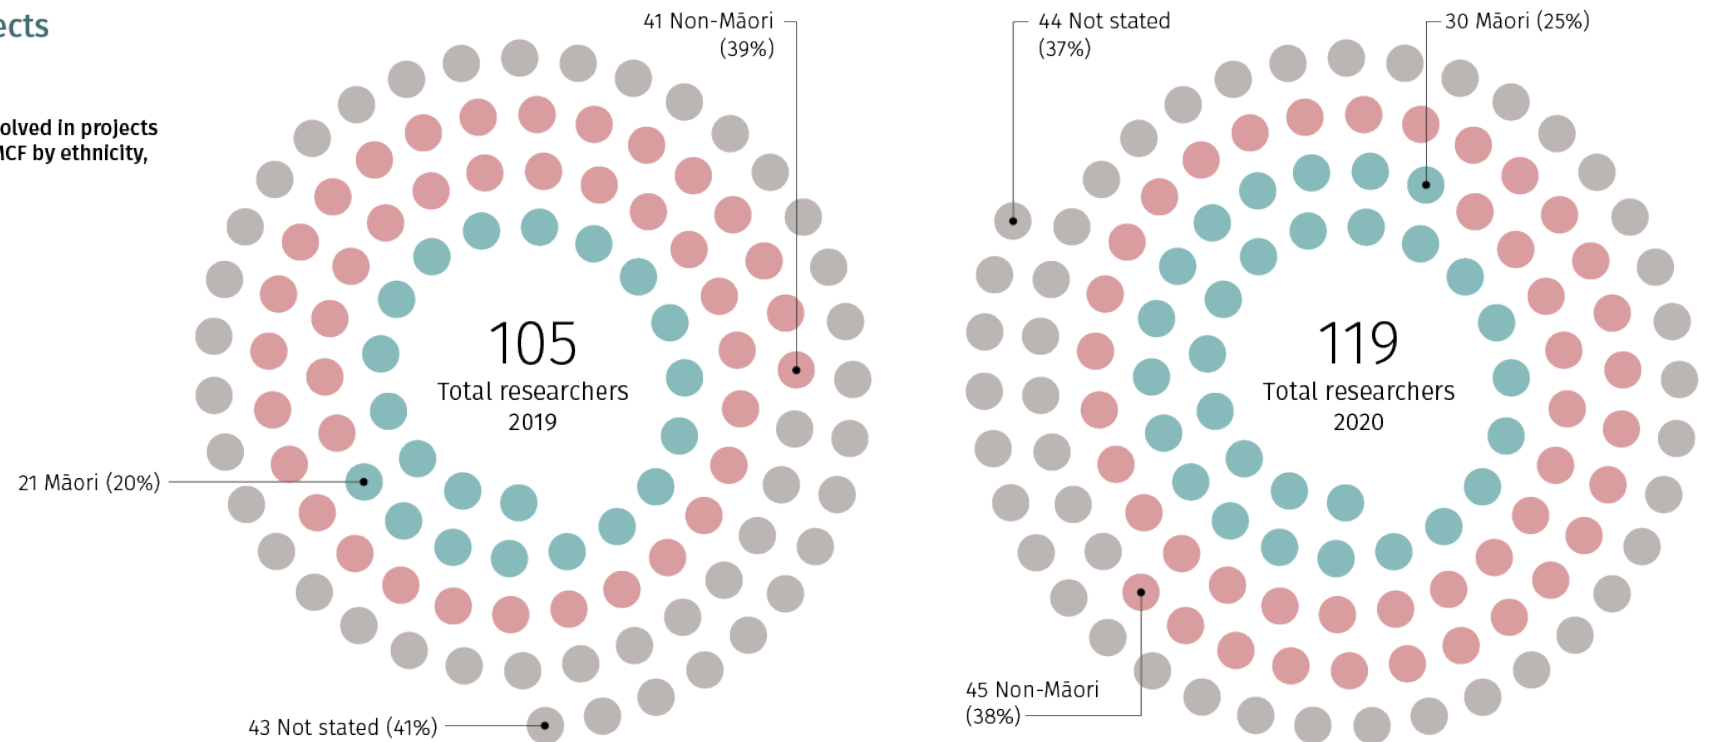 ects
olved in projects
MCF by ethnicity,
41 Non-Māori
(39%)
105
Total researchers
2019
21 Māori (20%)
43 Not stated (41%)
44 Not stated
(37%)
30 Māori (25%)
119
Total researchers
2020
45 Non-Māori
(38%)